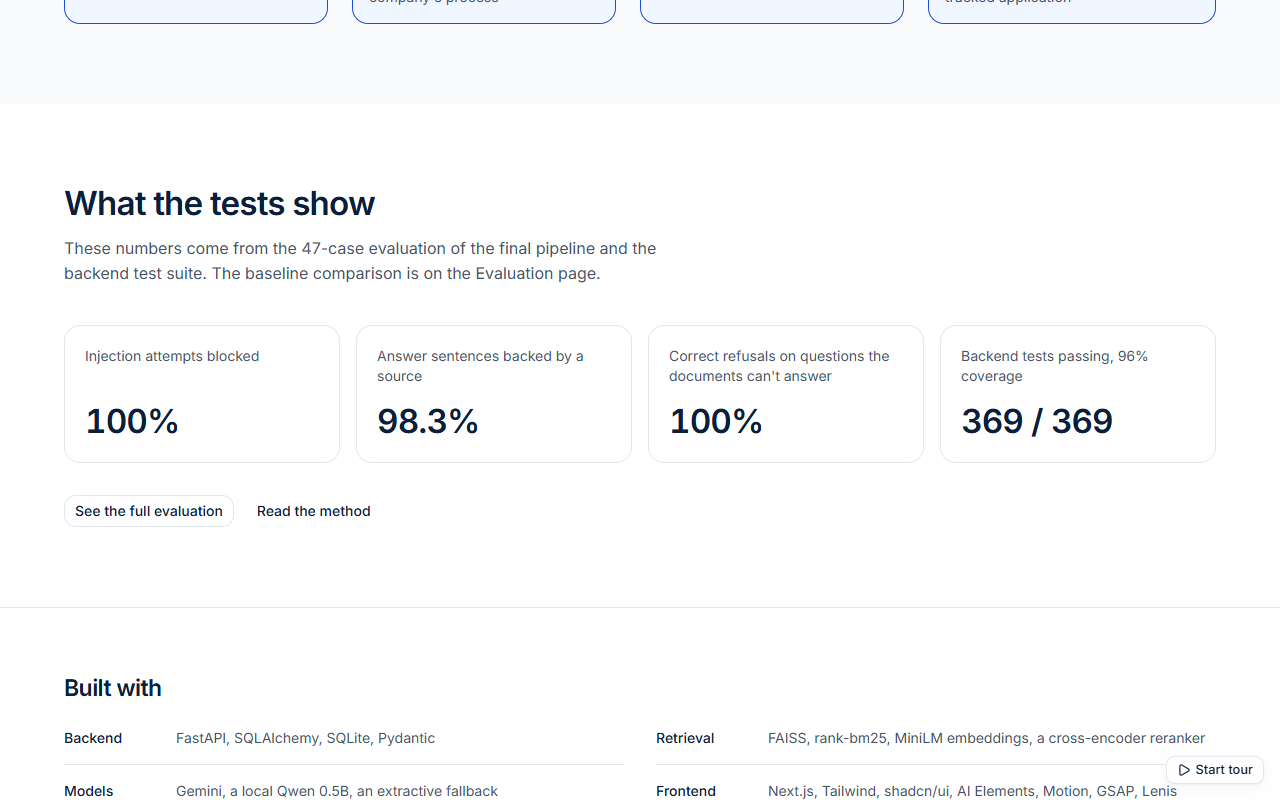 What the tests show
These numbers come from the 47-case evaluation of the final pipeline and the
backend test suite. The baseline comparison is on the Evaluation page.
Injection attempts blocked
100%
Answer sentences backed by a
source
98.3%
Correct refusals on questions the
documents can't answer
100%
Backend tests passing, 96%
coverage
369 / 369
See the full evaluation
Read the method
Built with
Backend
FastAPI, SQLAlchemy, SQLite, Pydantic
Retrieval
FAISS, rank-bm25, MiniLM embeddings, a cross-encoder reranker
Start tour
Models
Gemini, a local Qwen 0.5B, an extractive fallback
Frontend
Next.js, Tailwind, shadcn/ui, AI Elements, Motion, GSAP, Lenis